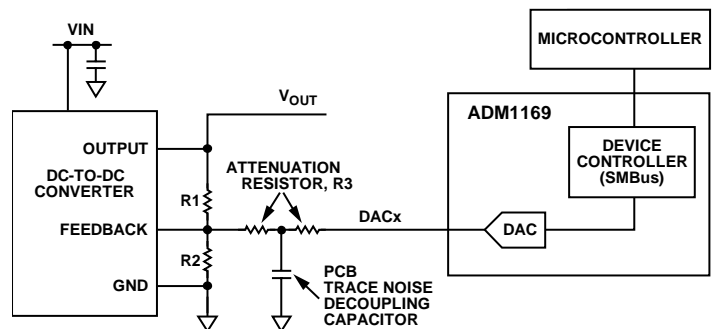 VIN
MICROCONTROLLER
VOUT
ADM1169
OUTPUT
DC-TO-DC
CONVERTER
ATTENUATION
RESISTOR, R3
DEVICE
CONTROLLER
(SMBus)
R1
DACx
FEEDBACK
DAC
R2
GND
PCB
TRACE NOISE
DECOUPLING
CAPACITOR